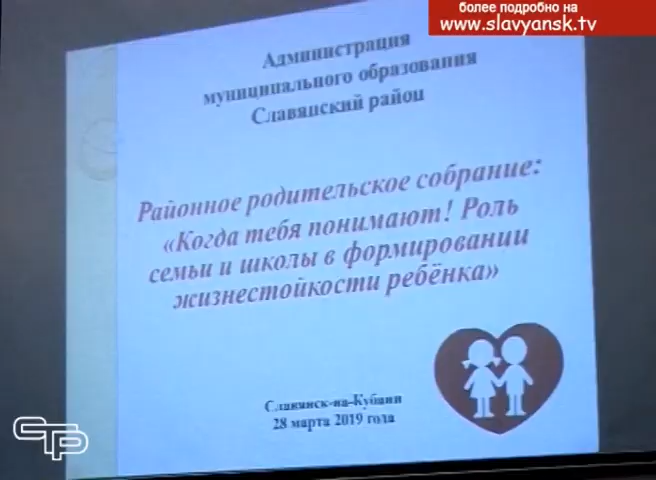 более подробно на
www.slavyansk.tv
Администрация
муниципального образования
Славянский район
Районное родительское собрание:
«Когда тебя понимают! Роль
семьи и школы в формировании
жизнестойкости ребёнка»
Славянск-на-Кубани
28 марта 2019 года
СТР